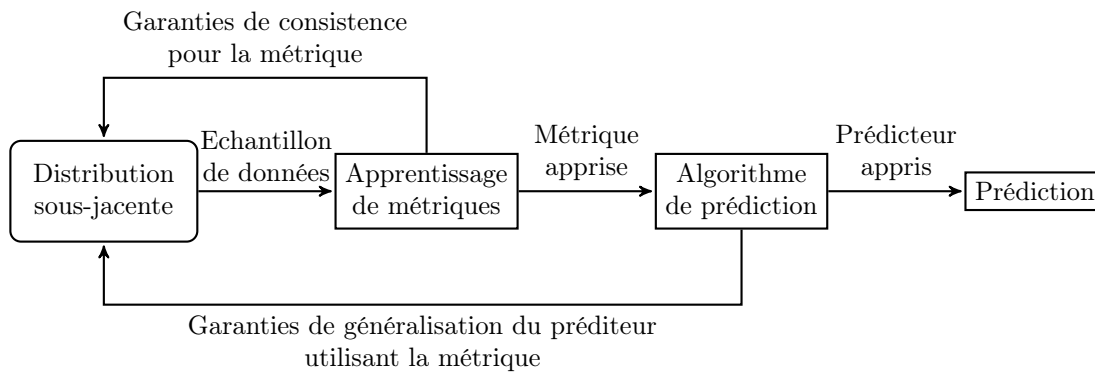 Garanties de consistence
pour la métrique
Distribution
sous-jacente
Echantillon
de données
Apprentissage
de métriques
Métrique
apprise
Algorithme
de prédiction
Prédicteur
appris
Prédiction
Garanties de généralisation du préditeur
utilisant la métrique